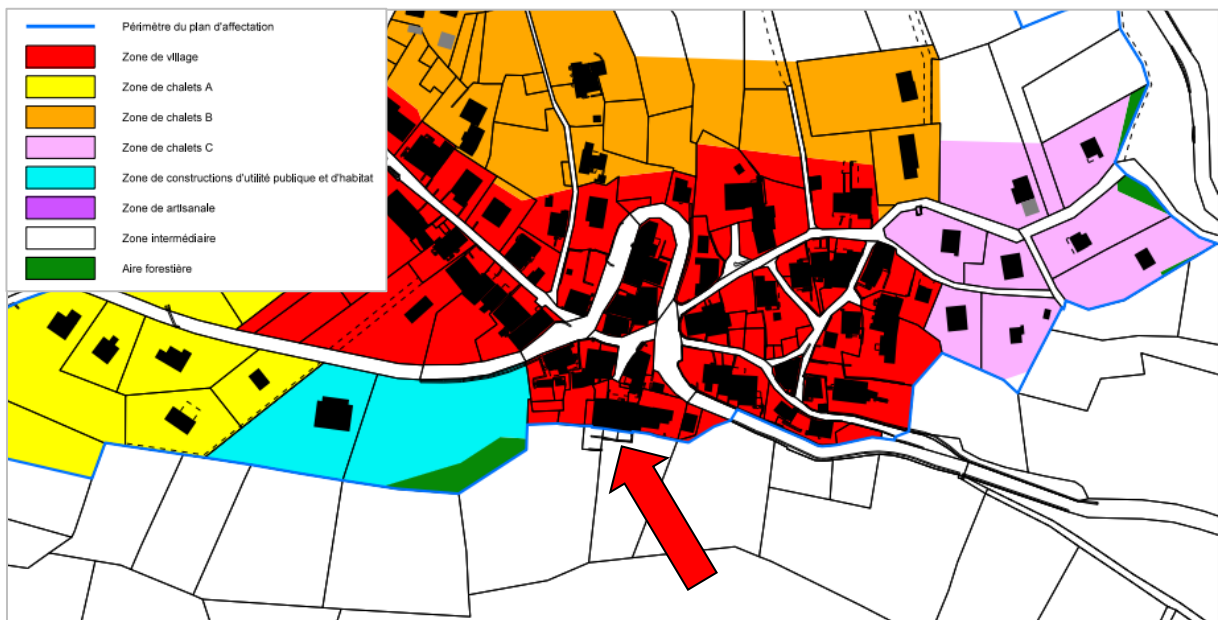 Périmètre du plan d'affectation
Zone de village
Zone de chalets A
Zone de chalets B
Zone de chalets C
Zone de constructions d'utilité publique et d'habitat
Zone de artisanale
Zone intermédiaire
Aire forestière